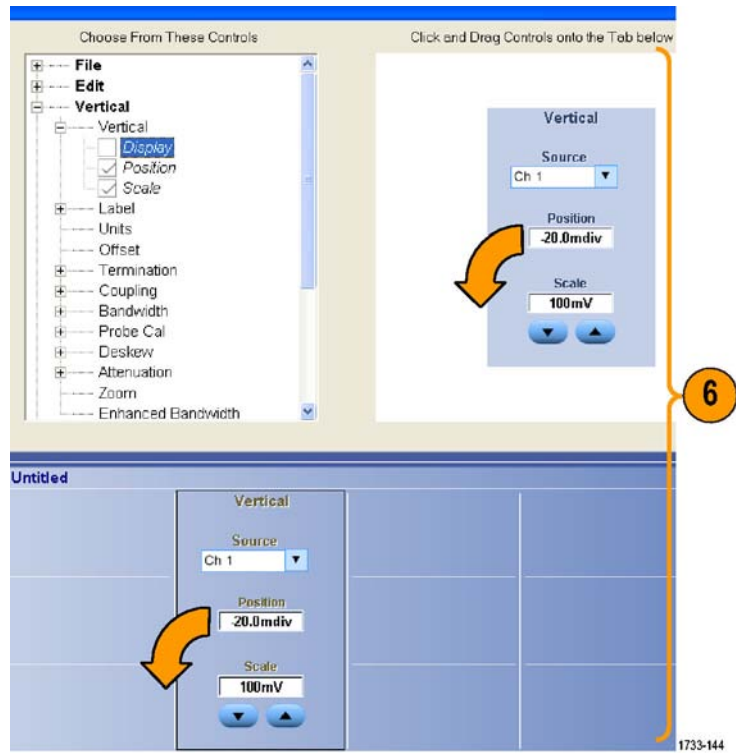 Choose From These Controls
Click and Drag Controls onto the Tab below
File
Edit
Vertical
Vertical
Display
Position
Scale
Label
Units
Offset
Termination
Coupling
Bandwidth
Probe Cal
Deskew
Attenuation
Zoom
Enhanced Bandwidth
Vertical
Source
Ch 1
Position
-20.0mdiv
Scale
100mV
6
Untitled
Vertical
Source
Ch 1
Position
-20.0mdiv
Scale
100mV
1733-144